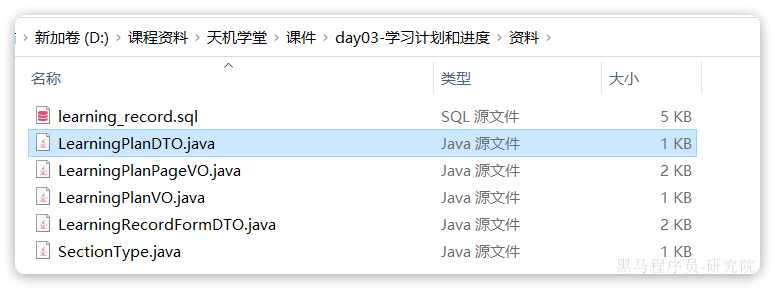 新加卷 (D:) › 课程资料 › 天机学堂 › 课件 › day03-学习计划和进度 › 资料 ›
名称 类型 大小
learning_record.sql SQL 源文件 5 KB
LearningPlanDTO.java Java 源文件 1 KB
LearningPlanPageVO.java Java 源文件 2 KB
LearningPlanVO.java Java 源文件 1 KB
LearningRecordFormDTO.java Java 源文件 2 KB
SectionType.java Java 源文件 1 KB
黑马程序员-研究院